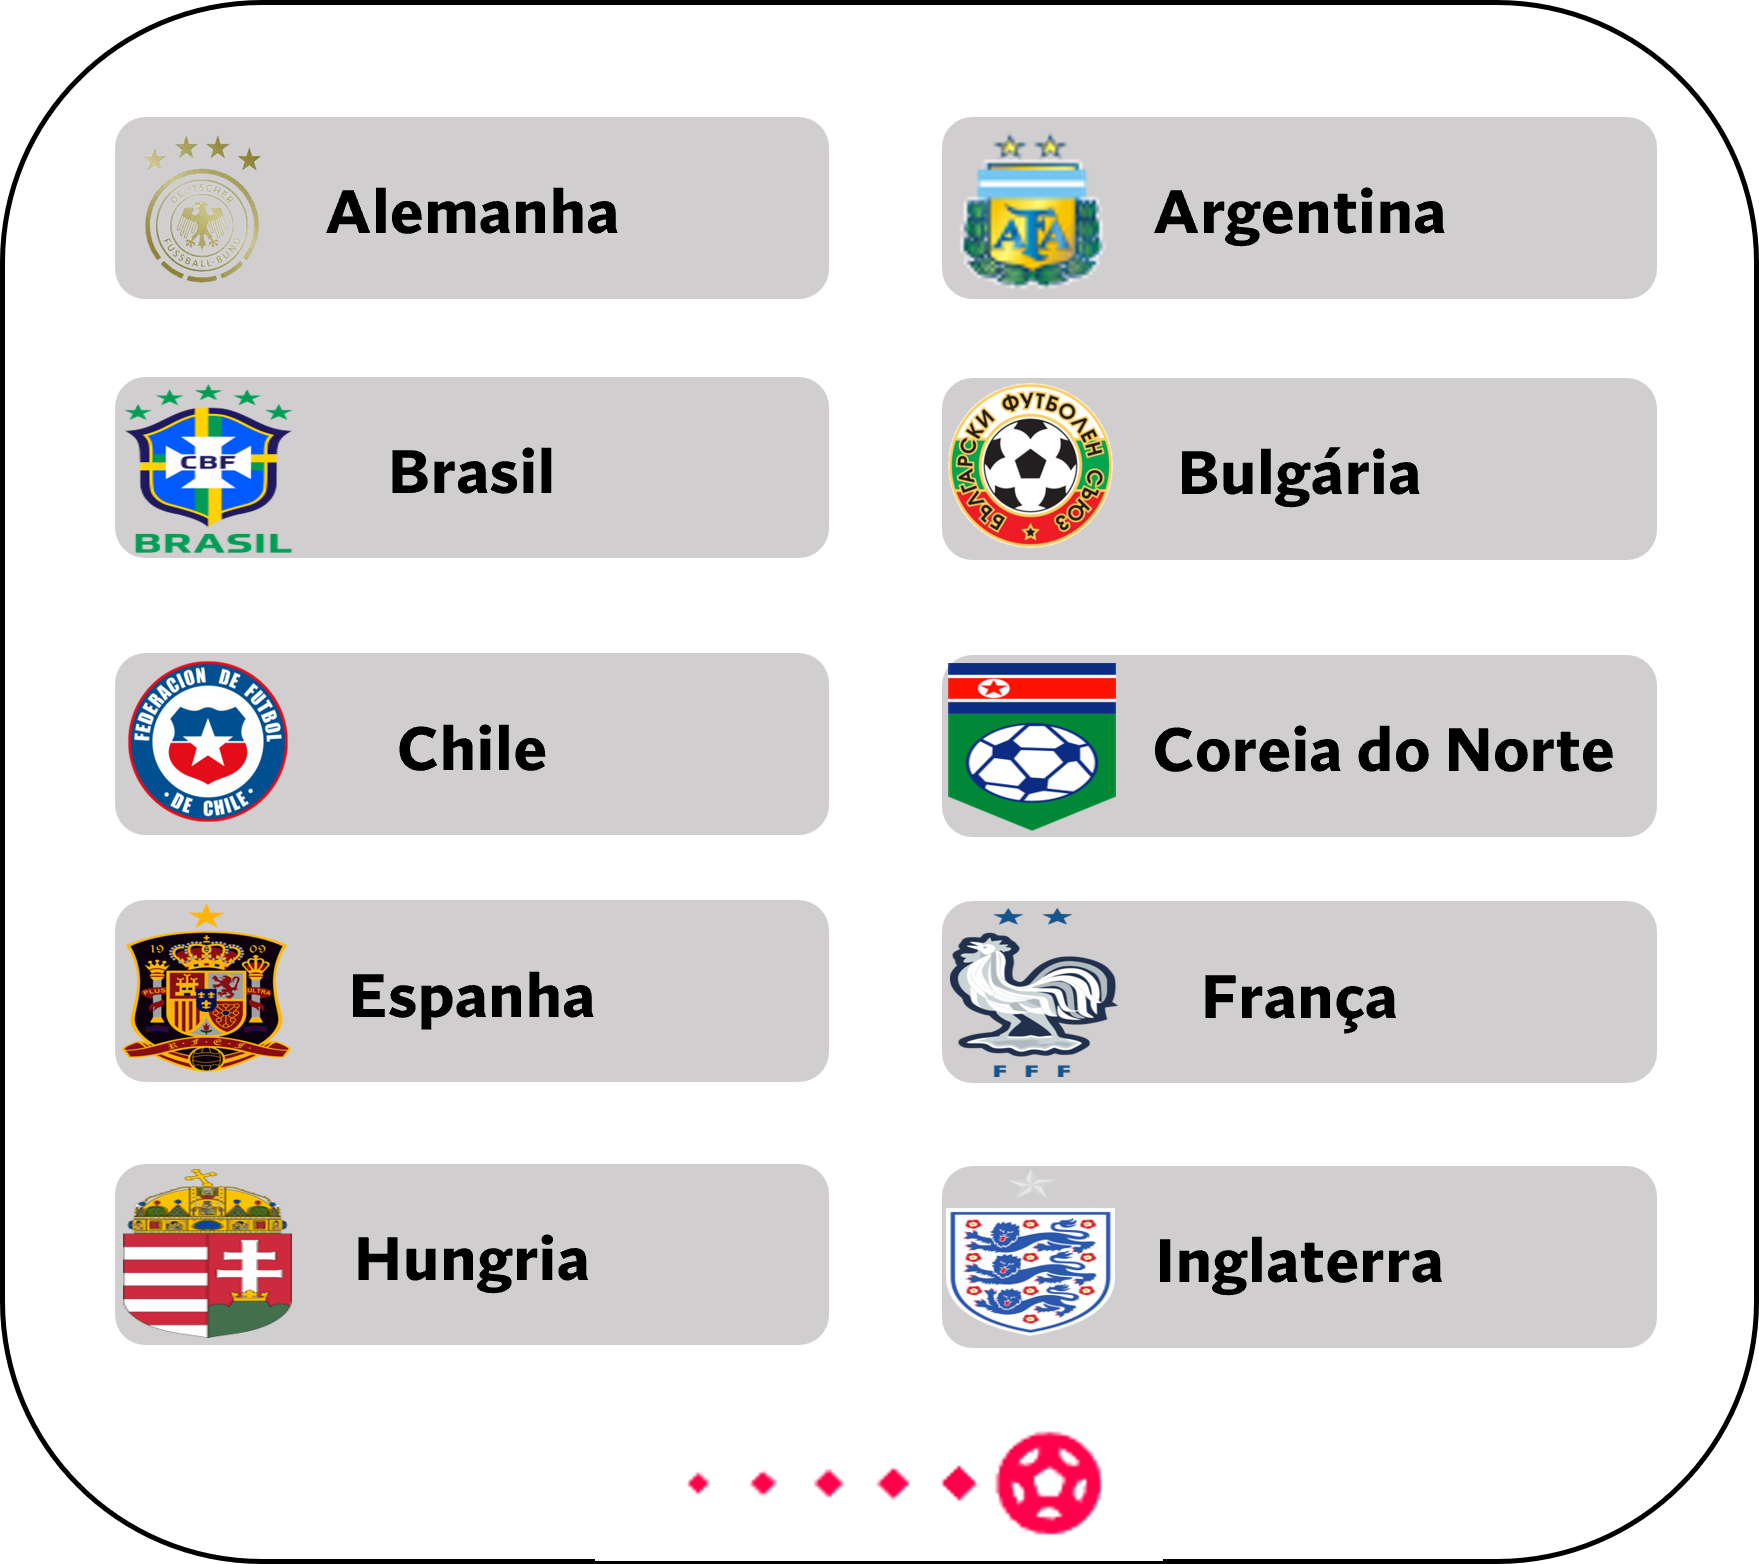 DEUTSCHER
FUSSBALL-BUND
Alemanha
AFA
Argentina
CBF
BRASIL
Brasil
БЪЛГАРСКИ ФУТБОЛЕН СЪЮЗ
Bulgária
FEDERACION DE FUTBOL
· DE CHILE ·
Chile
Coreia do Norte
19 09
PLUS ULTRA
R · F · E · F
Espanha
F F F
França
Hungria
Inglaterra